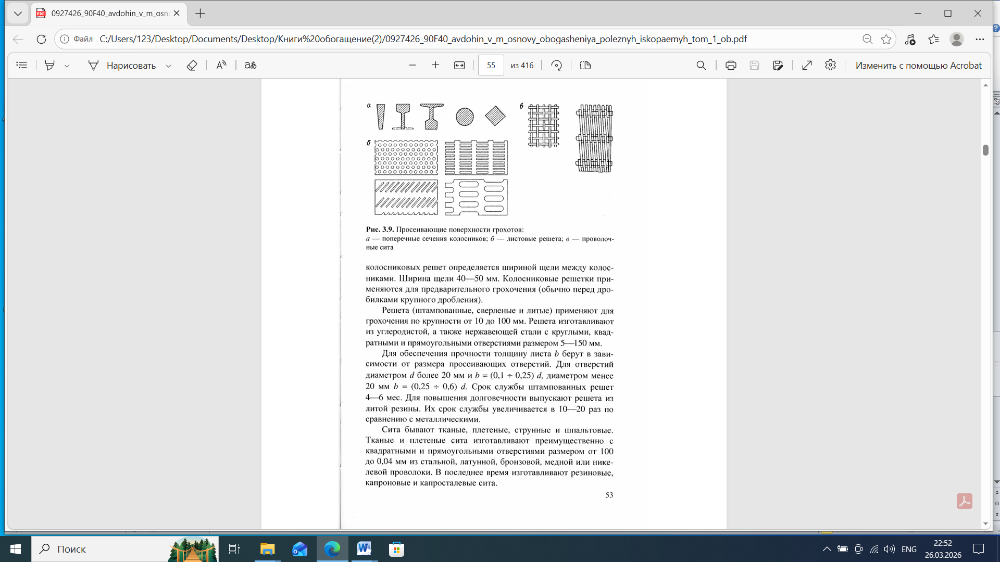 0927426_90F40_avdohin_v_m_osno
Файл C:/Users/123/Desktop/Documents/Desktop/Книги%20обогащение(2)/0927426_90F40_avdohin_v_m_osnovy_obogasheniya_poleznyh_iskopaemyh_tom_1_ob.pdf
Нарисовать аあ 55 из 416 Изменить с помощью Acrobat
а
в
б
Рис. 3.9. Просеивающие поверхности грохотов:
а — поперечные сечения колосников; б — листовые решета; в — проволоч-
ные сита
колосниковых решет определяется шириной щели между колос-
никами. Ширина щели 40—50 мм. Колосниковые решетки при-
меняются для предварительного грохочения (обычно перед дро-
билками крупного дробления).
Решета (штампованные, сверленые и литые) применяют для
грохочения по крупности от 10 до 100 мм. Решета изготавливают
из углеродистой, а также нержавеющей стали с круглыми, квад-
ратными и прямоугольными отверстиями размером 5—150 мм.
Для обеспечения прочности толщину листа b берут в зави-
симости от размера просеивающих отверстий. Для отверстий
диаметром d более 20 мм и b = (0,1 ÷ 0,25) d, диаметром менее
20 мм b = (0,25 ÷ 0,6) d. Срок службы штампованных решет
4—6 мес. Для повышения долговечности выпускают решета из
литой резины. Их срок службы увеличивается в 10—20 раз по
сравнению с металлическими.
Сита бывают тканые, плетеные, струнные и шпальтовые.
Тканые и плетеные сита изготавливают преимущественно с
квадратными и прямоугольными отверстиями размером от 100
до 0,04 мм из стальной, латунной, бронзовой, медной или нике-
левой проволоки. В последнее время изготавливают резиновые,
капроновые и капросталевые сита.
53
Поиск
ENG
22:52
26.03.2026